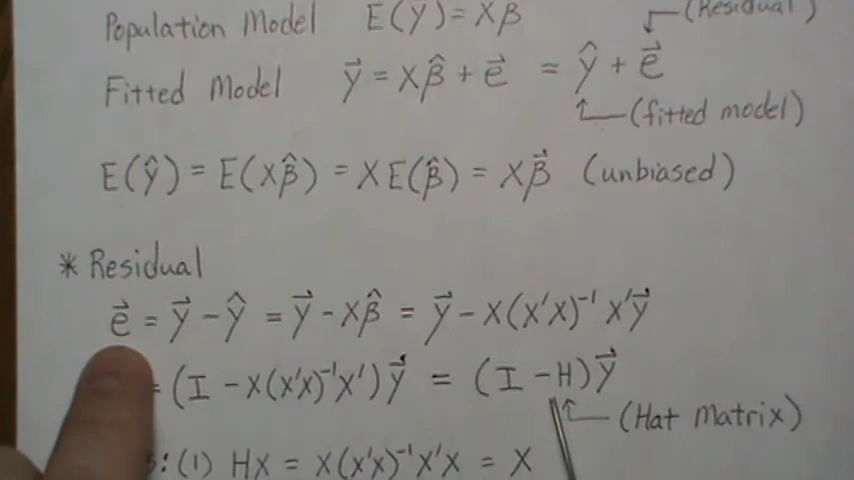 (Residual)
Population Model E(Y⃗) = Xβ
Fitted Model y⃗ = Xβ̂ + e⃗ = ŷ + e⃗
(fitted model)
E(ŷ) = E(Xβ̂) = X E(β̂) = Xβ⃗ (unbiased)
* Residual
e⃗ = y⃗ - ŷ = y⃗ - Xβ̂ = y⃗ - X(X'X)⁻¹ X'y⃗
= (I - X(X'X)⁻¹X')y⃗ = (I - H)y⃗
(Hat Matrix)
: (1) HX = X(X'X)⁻¹X'X = X